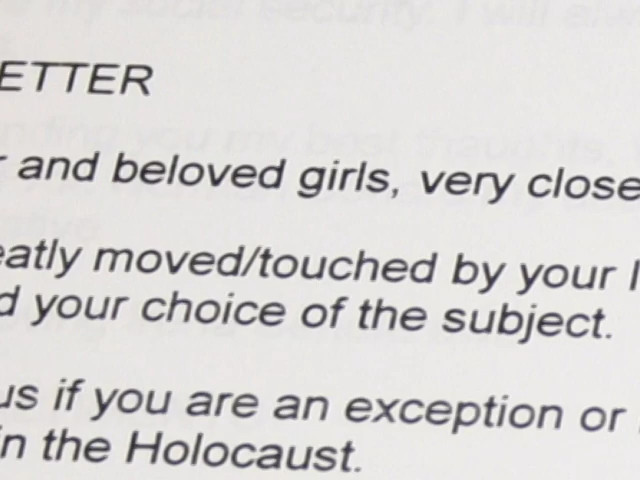 ETTER
r and beloved girls, very close
eatly moved/touched by your l
d your choice of the subject.
us if you are an exception or
in the Holocaust.